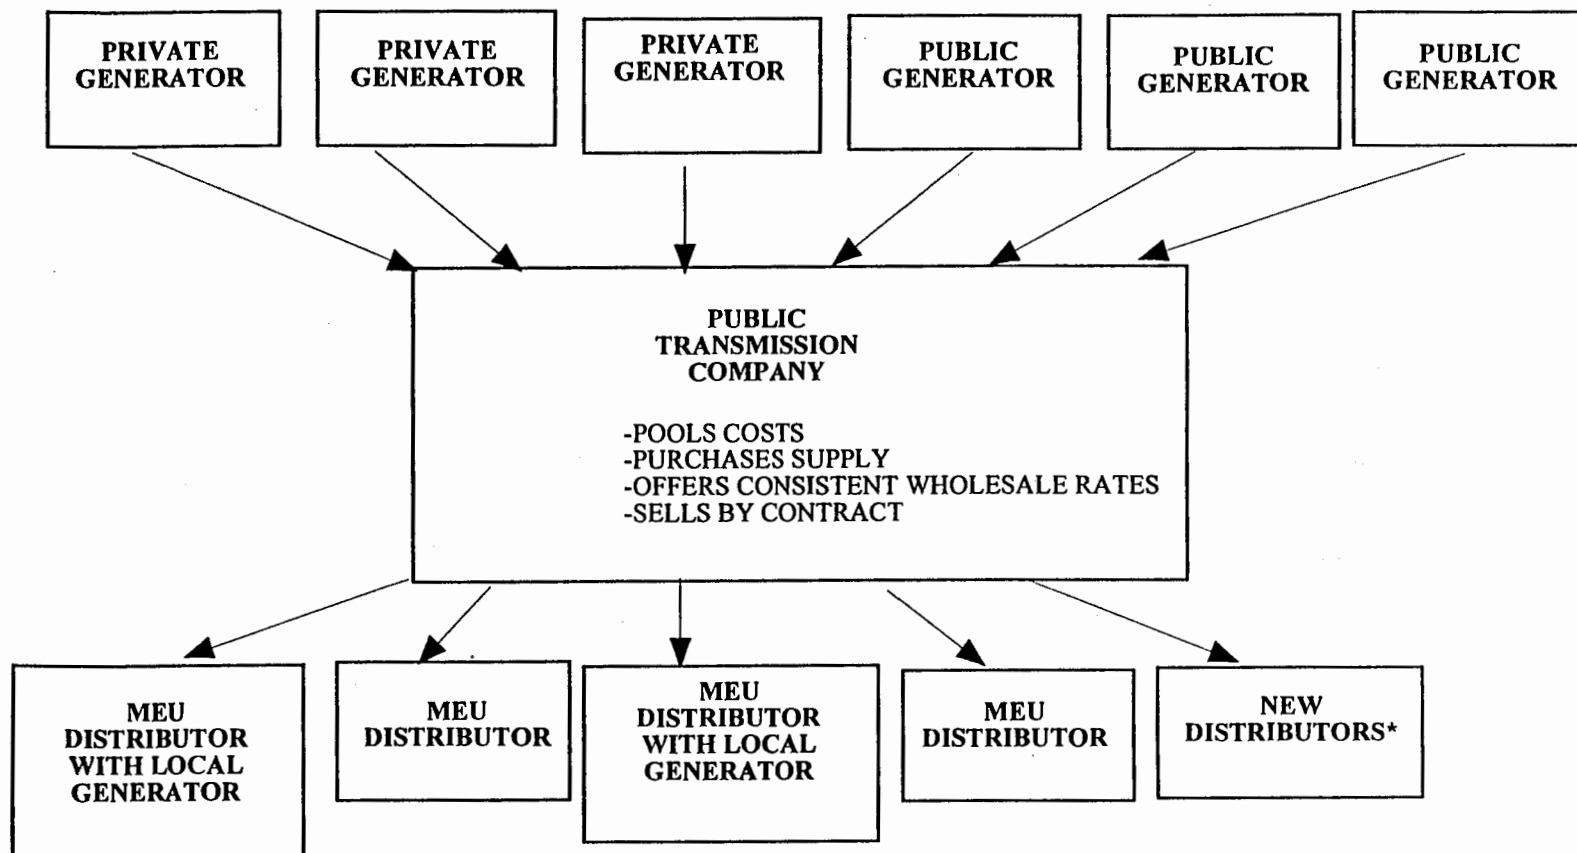 PRIVATE
GENERATOR
PRIVATE
GENERATOR
PRIVATE
GENERATOR
PUBLIC
GENERATOR
PUBLIC
GENERATOR
PUBLIC
GENERATOR
PUBLIC
TRANSMISSION
COMPANY
-POOLS COSTS
-PURCHASES SUPPLY
-OFFERS CONSISTENT WHOLESALE RATES
-SELLS BY CONTRACT
MEU
DISTRIBUTOR
WITH LOCAL
GENERATOR
MEU
DISTRIBUTOR
MEU
DISTRIBUTOR
WITH LOCAL
GENERATOR
MEU
DISTRIBUTOR
NEW
DISTRIBUTORS*